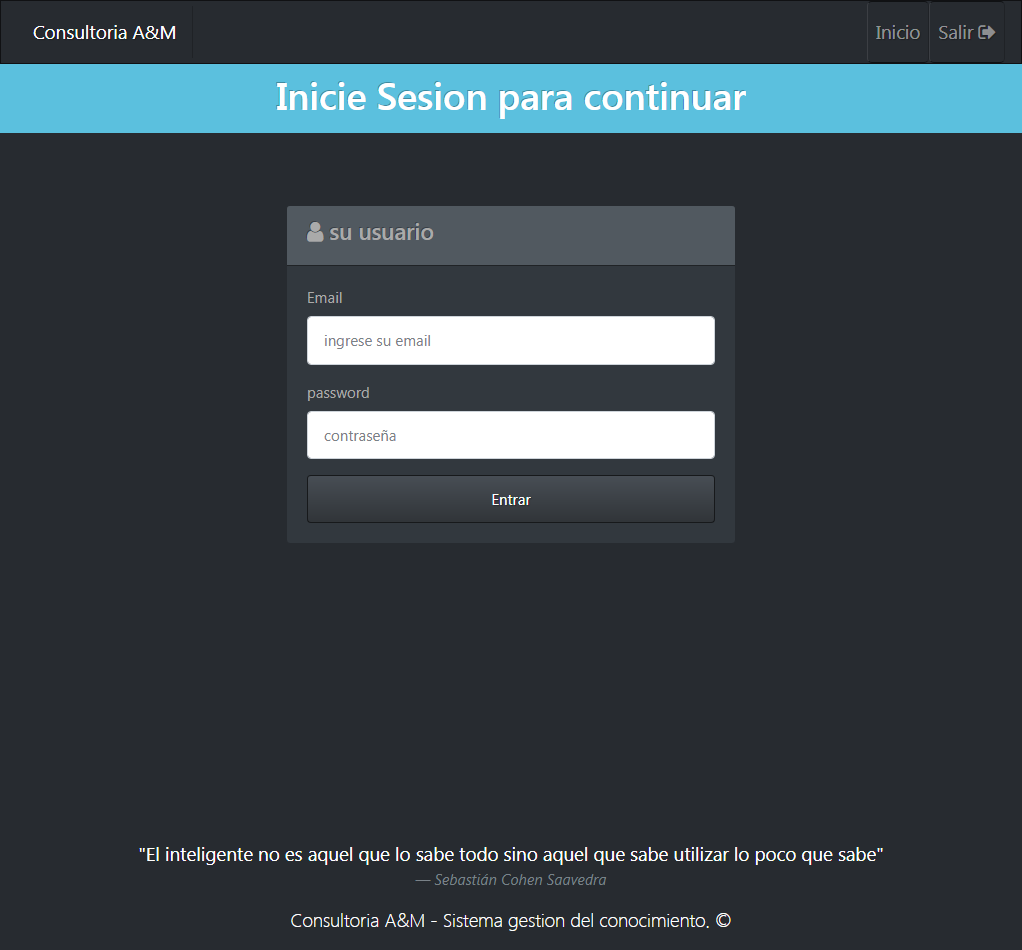 Consultoria A&M
Inicio
Salir
Inicie Sesion para continuar
su usuario
Email
ingrese su email
password
contraseña
Entrar
"El inteligente no es aquel que lo sabe todo sino aquel que sabe utilizar lo poco que sabe"
— Sebastián Cohen Saavedra
Consultoria A&M - Sistema gestion del conocimiento. ©